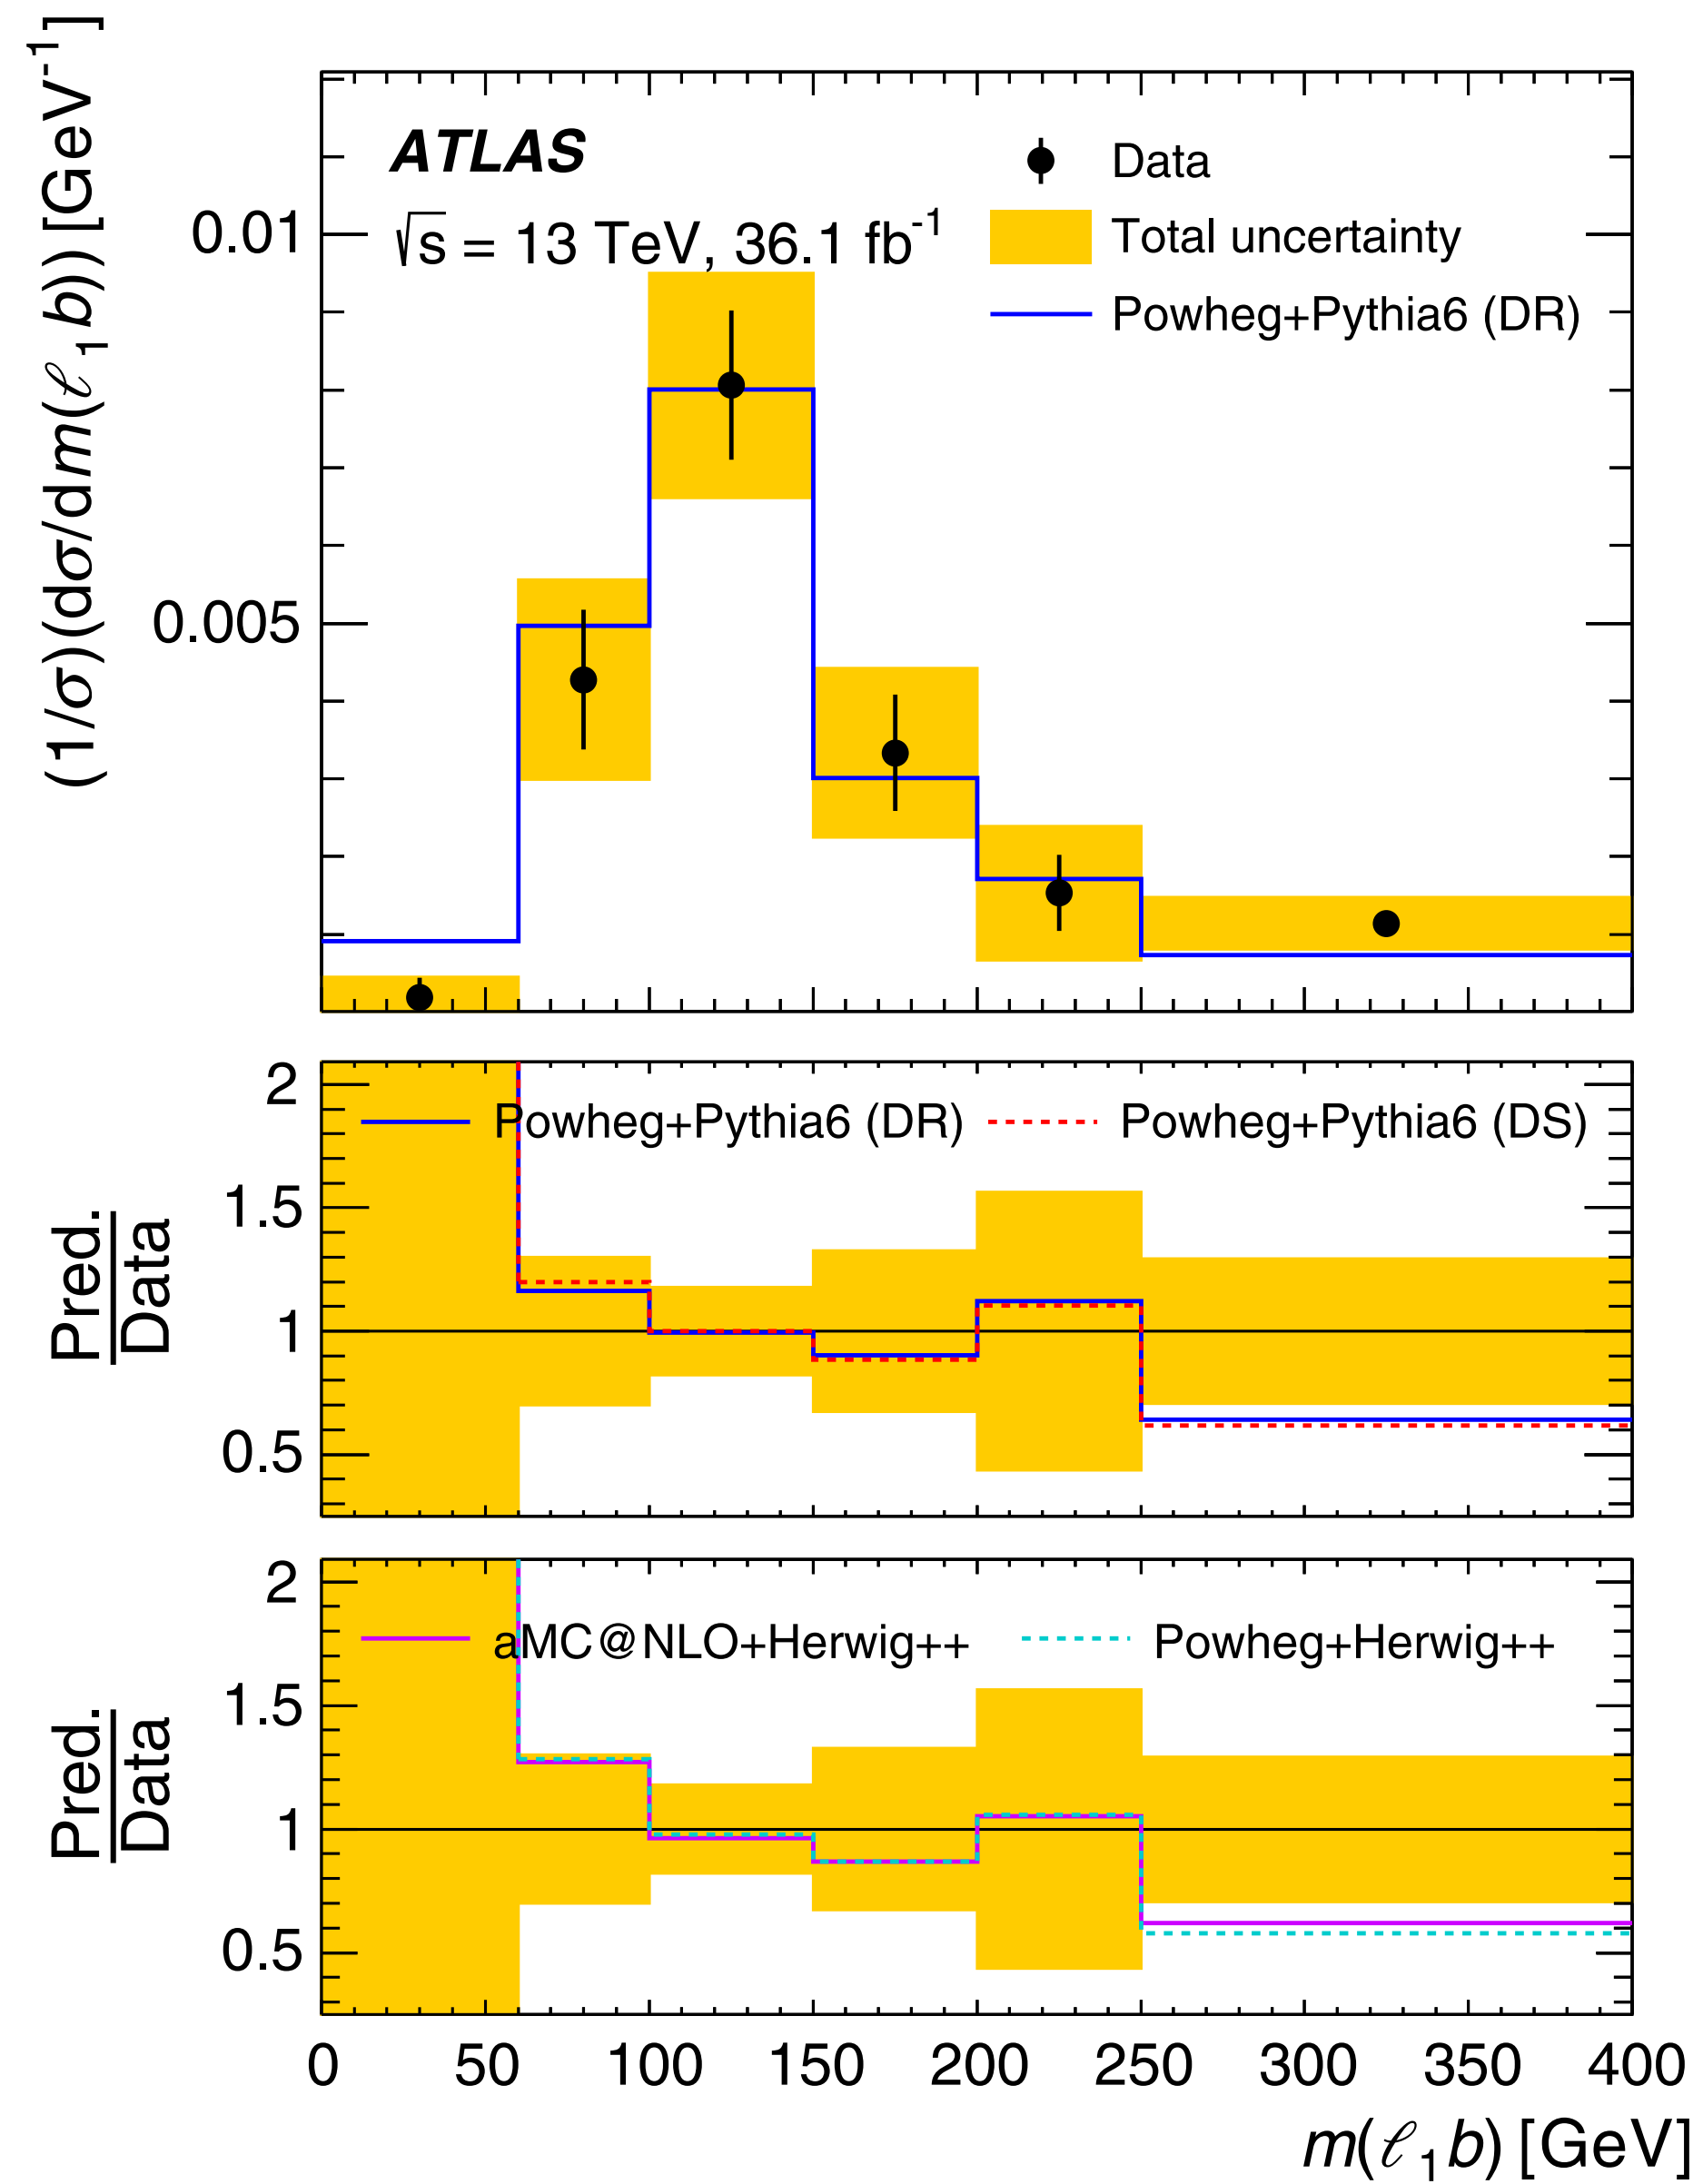 (1/σ)(dσ/dm(ℓ₁b)) [GeV⁻¹]
ATLAS
√s = 13 TeV, 36.1 fb⁻¹
Data
Total uncertainty
Powheg+Pythia6 (DR)
0.01
0.005
Pred.
Data
2
1.5
1
0.5
Powheg+Pythia6 (DR)
Powheg+Pythia6 (DS)
Pred.
Data
2
1.5
1
0.5
aMC@NLO+Herwig++
Powheg+Herwig++
0 50 100 150 200 250 300 350 400
m(ℓ₁b) [GeV]